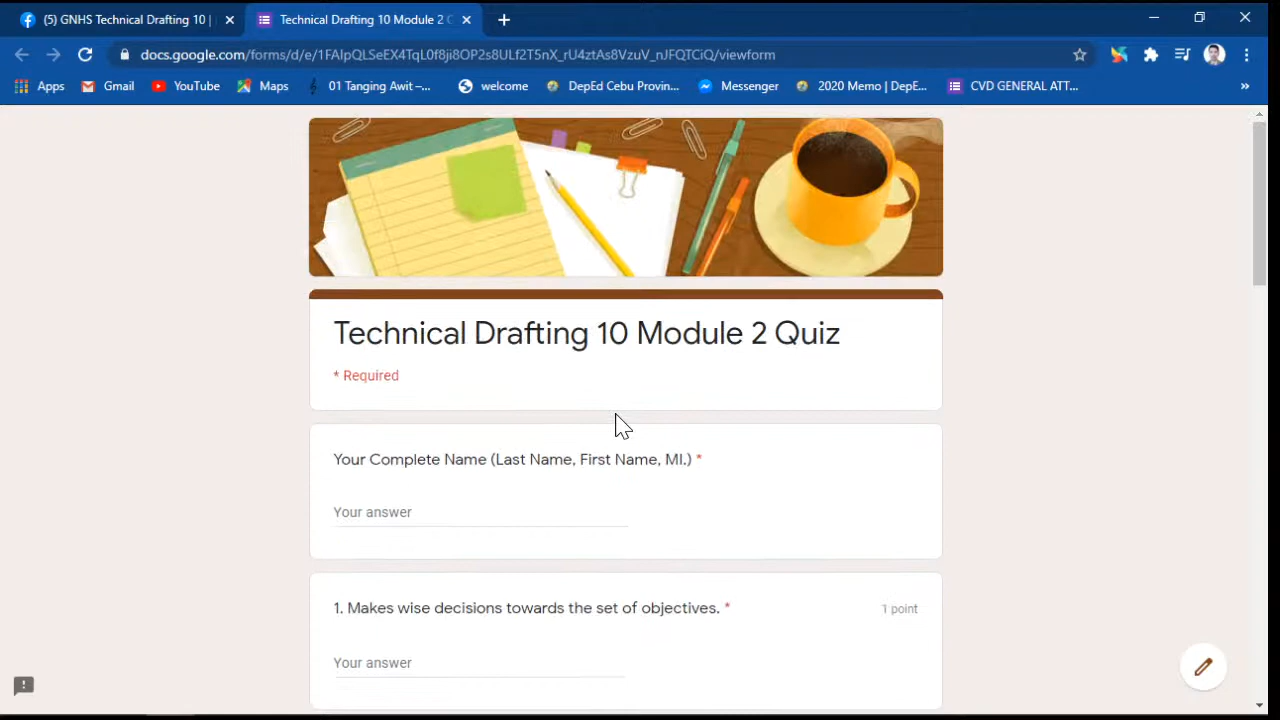 (5) GNHS Technical Drafting 10 |
Technical Drafting 10 Module 2 Q
docs.google.com/forms/d/e/1FAIpQLSeEX4TqL0f8ji8OP2s8ULf2T5nX_rU4ztAs8VzuV_nJFQTCiQ/viewform
Apps
Gmail
YouTube
Maps
01 Tanging Awit –...
welcome
DepEd Cebu Provin...
Messenger
2020 Memo | DepE...
CVD GENERAL ATT...
»
Technical Drafting 10 Module 2 Quiz
* Required
Your Complete Name (Last Name, First Name, MI.) *
Your answer
1. Makes wise decisions towards the set of objectives. *
1 point
Your answer